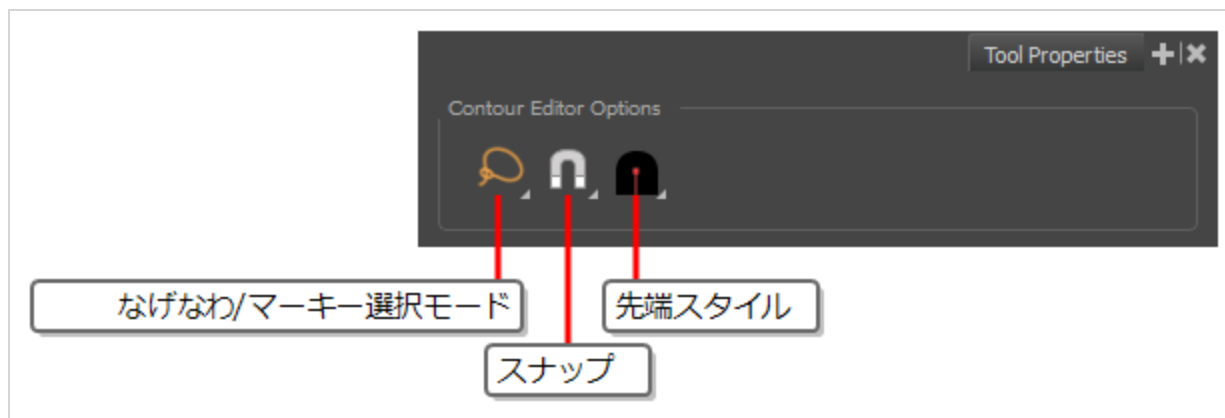 Tool Properties
Contour Editor Options
なげなわ/マーキー選択モード
先端スタイル
スナップ